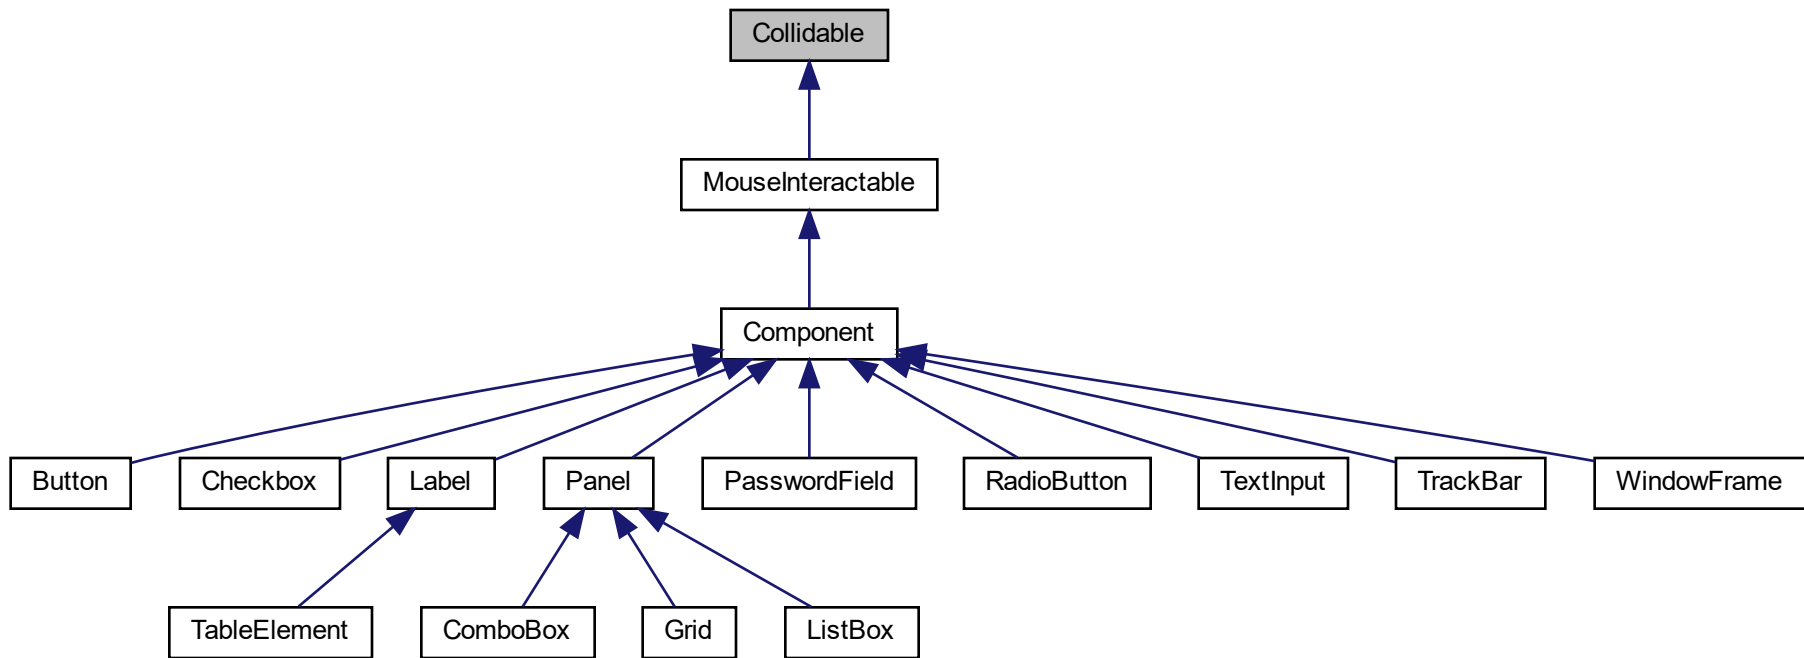 Collidable
MouseInteractable
Component
Button
Checkbox
Label
Panel
PasswordField
RadioButton
TextInput
TrackBar
WindowFrame
TableElement
ComboBox
Grid
ListBox